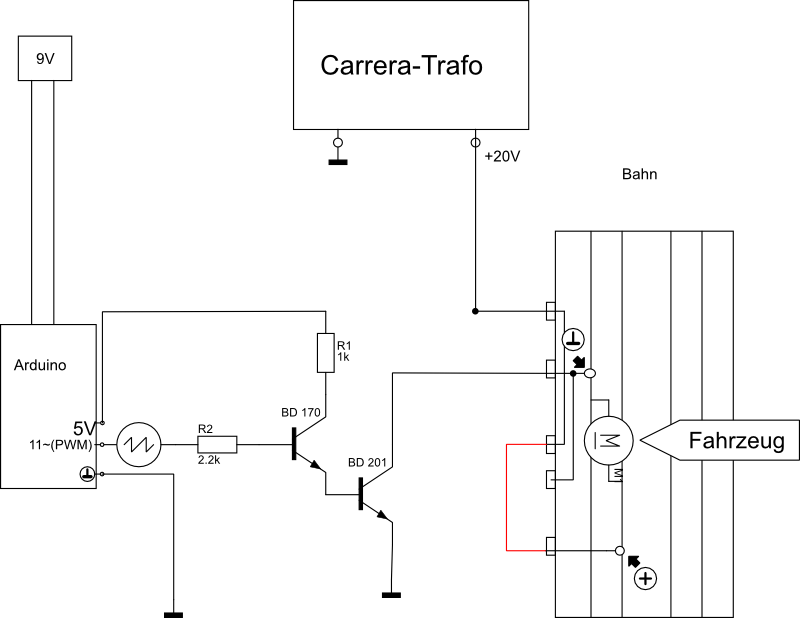 9V
Carrera-Trafo
+20V
Bahn
Arduino
R1
1k
5V
11~(PWM)
BD 170
R2
2.2k
BD 201
M
Fahrzeug
M